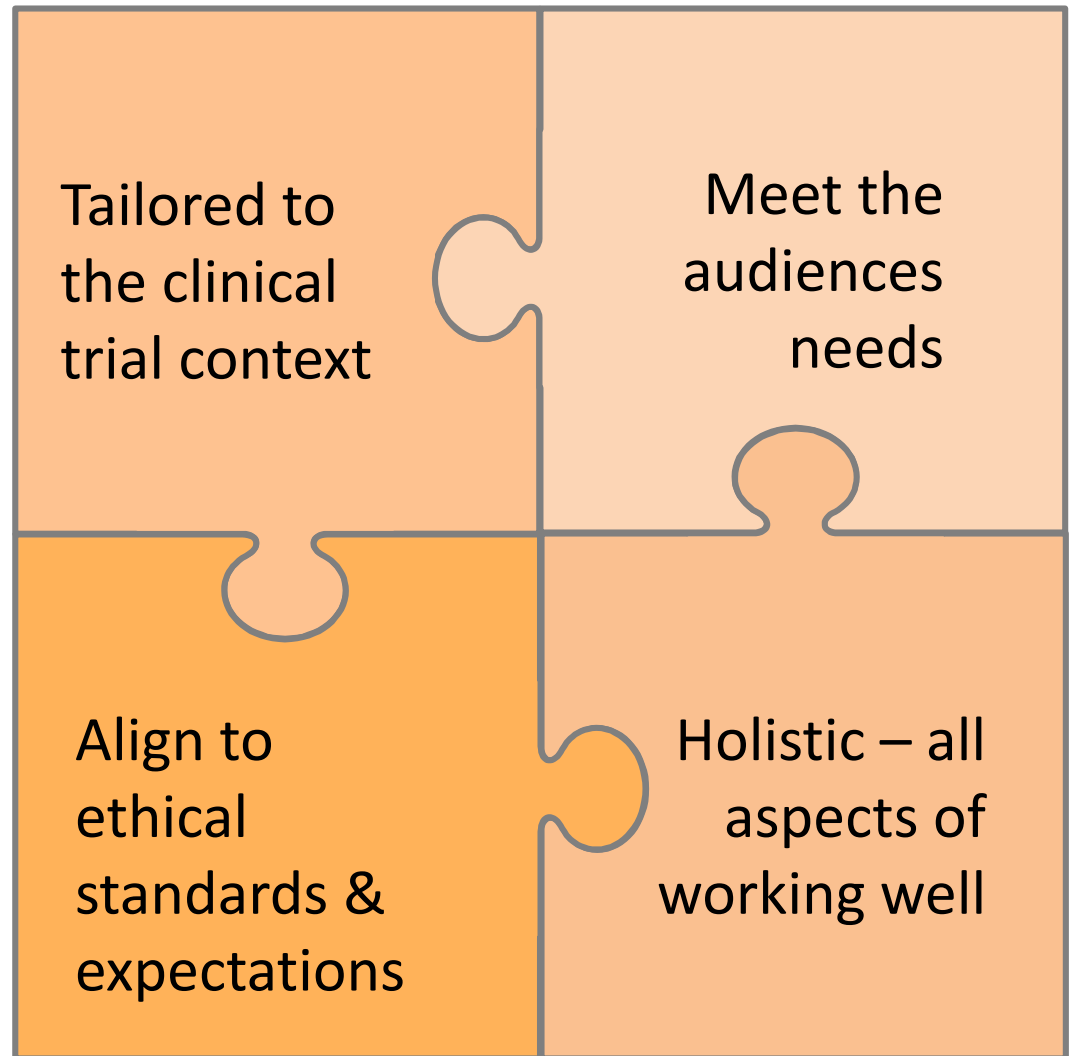 Tailored to
the clinical
trial context
Meet the
audiences
needs
Align to
ethical
standards &
expectations
Holistic – all
aspects of
working well